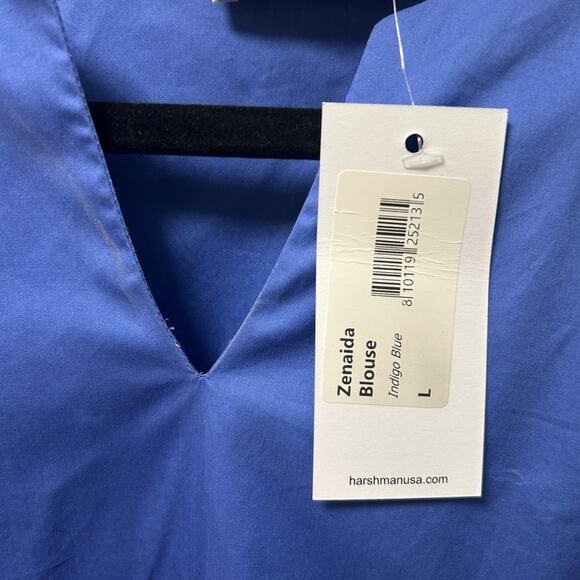 8 10119 25213 5
Zenaida
Blouse
Indigo Blue
L
harshmanusa.com